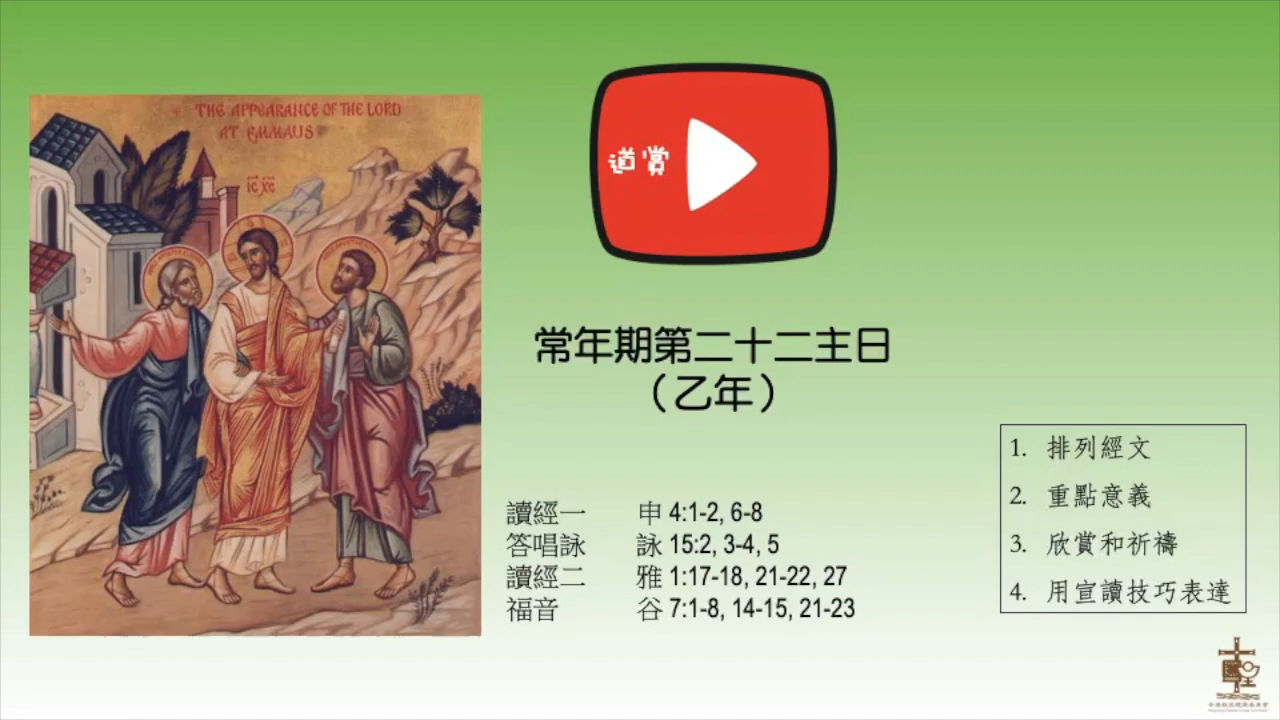 THE APPEARANCE OF THE LORD
AT EMMAUS
IC XC
道賞
常年期第二十二主日
（乙年）
讀經一 申 4:1-2, 6-8
答唱詠 詠 15:2, 3-4, 5
讀經二 雅 1:17-18, 21-22, 27
福音 谷 7:1-8, 14-15, 21-23
1. 排列經文
2. 重點意義
3. 欣賞和祈禱
4. 用宣讀技巧表達